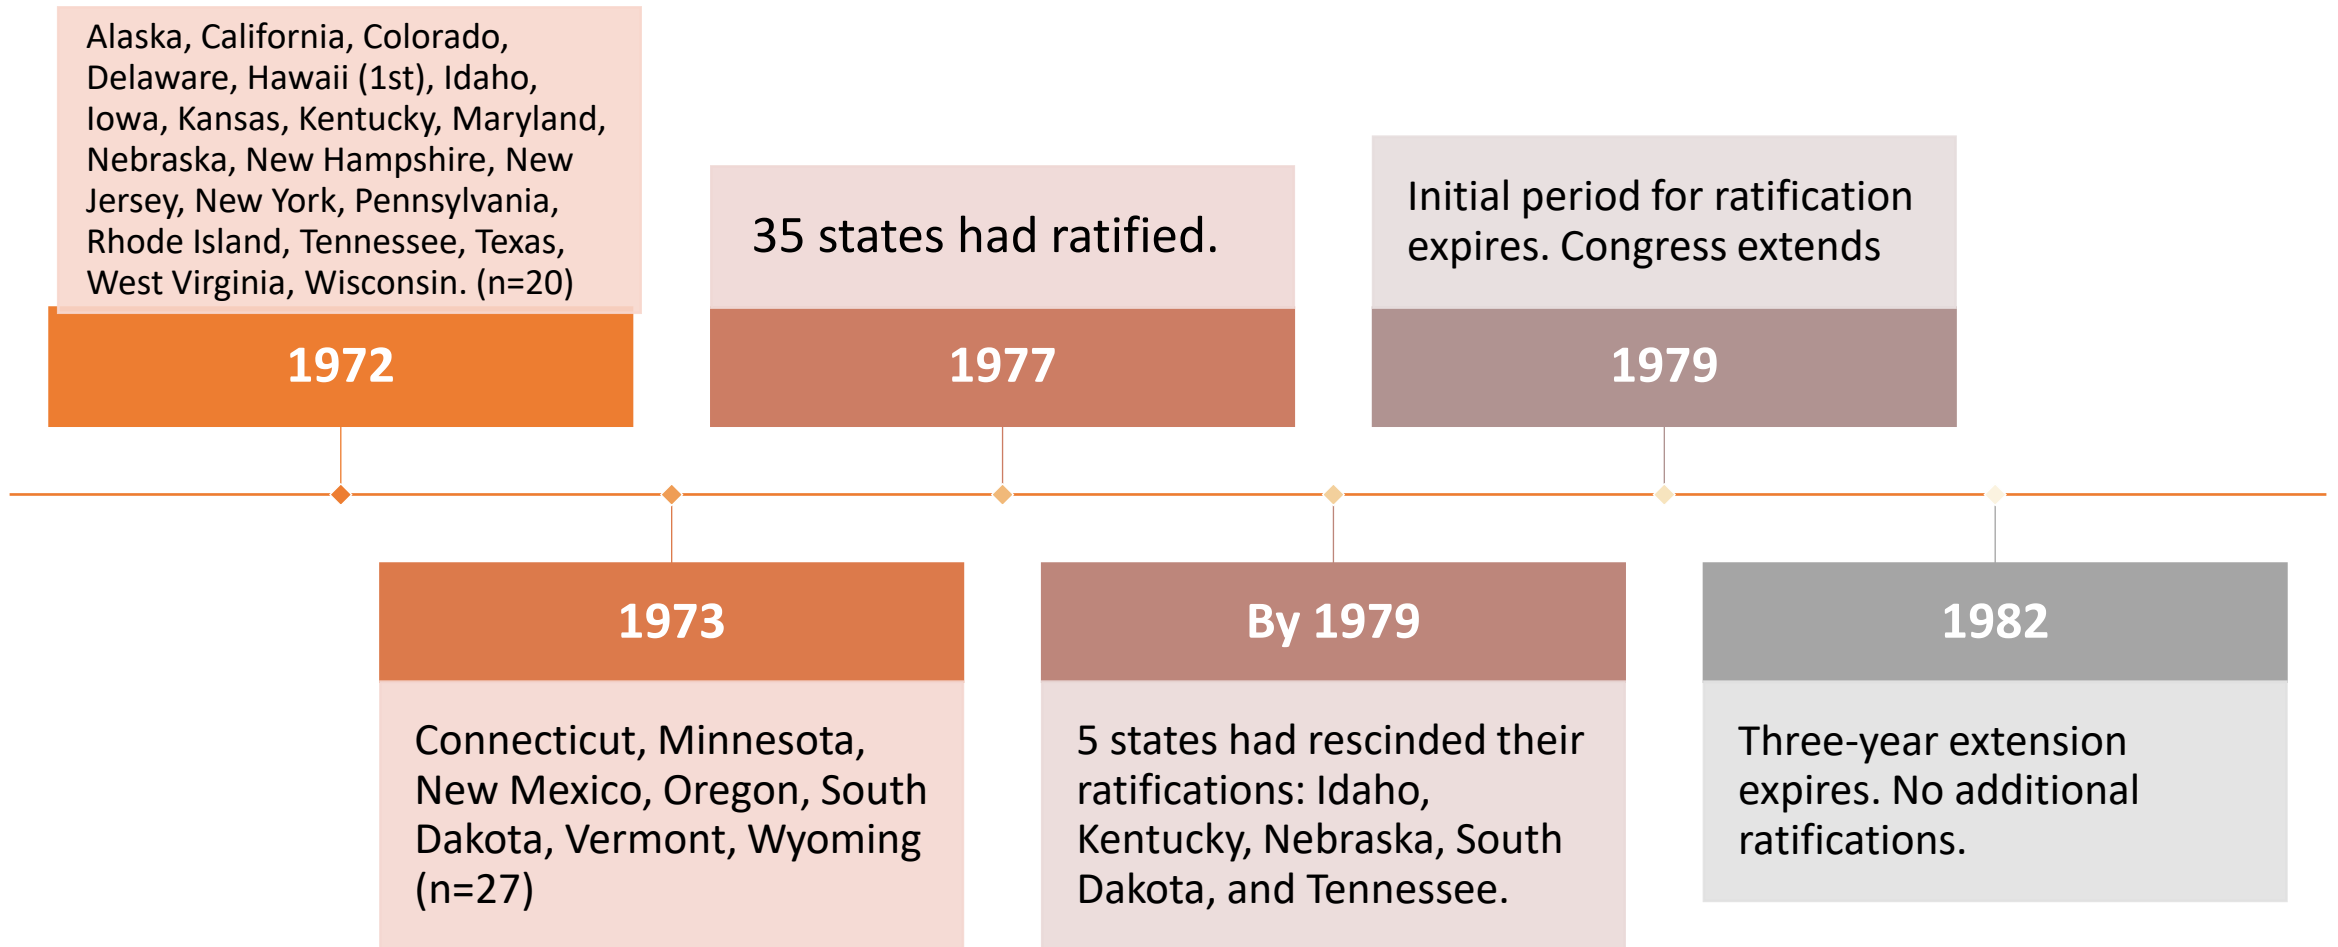 Alaska, California, Colorado,
Delaware, Hawaii (1st), Idaho,
Iowa, Kansas, Kentucky, Maryland,
Nebraska, New Hampshire, New
Jersey, New York, Pennsylvania,
Rhode Island, Tennessee, Texas,
West Virginia, Wisconsin. (n=20)
1972
1973
Connecticut, Minnesota,
New Mexico, Oregon, South
Dakota, Vermont, Wyoming
(n=27)
35 states had ratified.
1977
By 1979
5 states had rescinded their
ratifications: Idaho,
Kentucky, Nebraska, South
Dakota, and Tennessee.
Initial period for ratification
expires. Congress extends
1979
1982
Three-year extension
expires. No additional
ratifications.